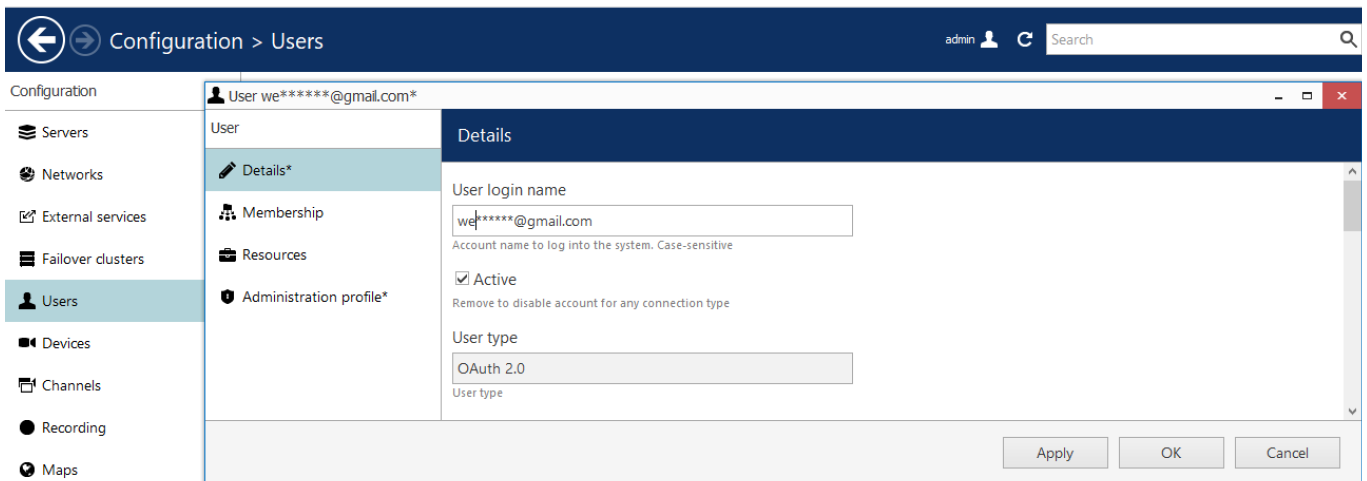 Configuration > Users
admin
Search
Configuration
Servers
Networks
External services
Failover clusters
Users
Devices
Channels
Recording
Maps
User we******@gmail.com*
User
Details*
Membership
Resources
Administration profile*
Details
User login name
we******@gmail.com
Account name to log into the system. Case-sensitive
Active
Remove to disable account for any connection type
User type
OAuth 2.0
User type
Apply OK Cancel